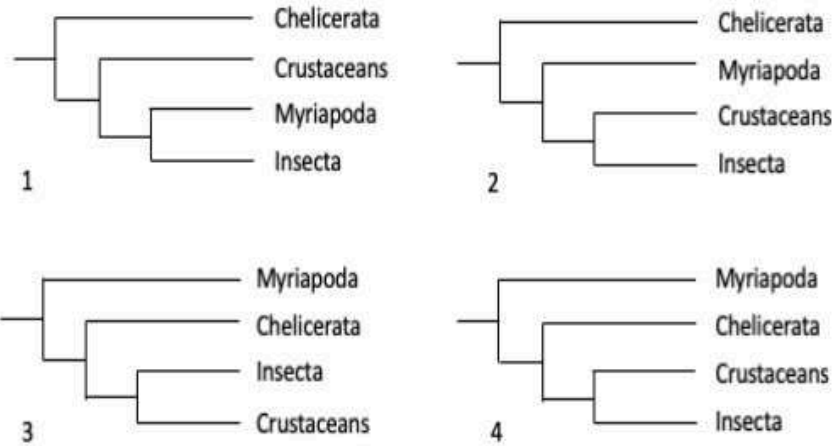 Chelicerata
Crustaceans
Myriapoda
Insecta
1
Chelicerata
Myriapoda
Crustaceans
Insecta
2
Myriapoda
Chelicerata
Insecta
Crustaceans
3
Myriapoda
Chelicerata
Crustaceans
Insecta
4